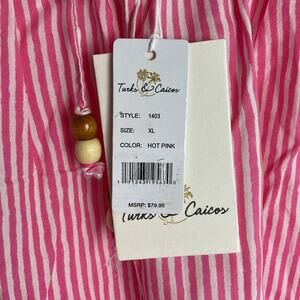 Turks & Caicos
STYLE: 1403
SIZE: XL
COLOR: HOT PINK
MSRP: $79.95
Turks & Caicos